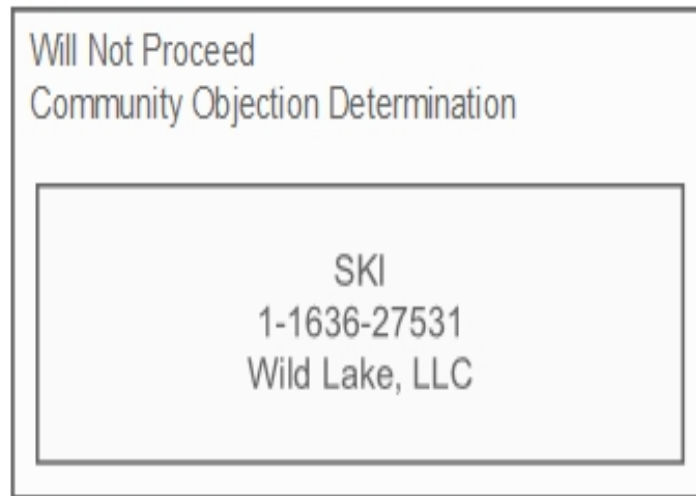 Will Not Proceed
Community Objection Determination
SKI
1-1636-27531
Wild Lake, LLC